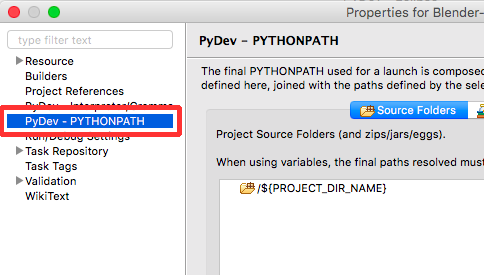 Properties for Blender-
type filter text
Resource
Builders
Project References
PyDev - Interpreter/Gramma
PyDev - PYTHONPATH
Run/Debug Settings
Task Repository
Task Tags
Validation
WikiText
PyDev - PYTHONPATH
The final PYTHONPATH used for a launch is composed
defined here, joined with the paths defined by the sele
Source Folders
Project Source Folders (and zips/jars/eggs).
When using variables, the final paths resolved must
/${PROJECT_DIR_NAME}